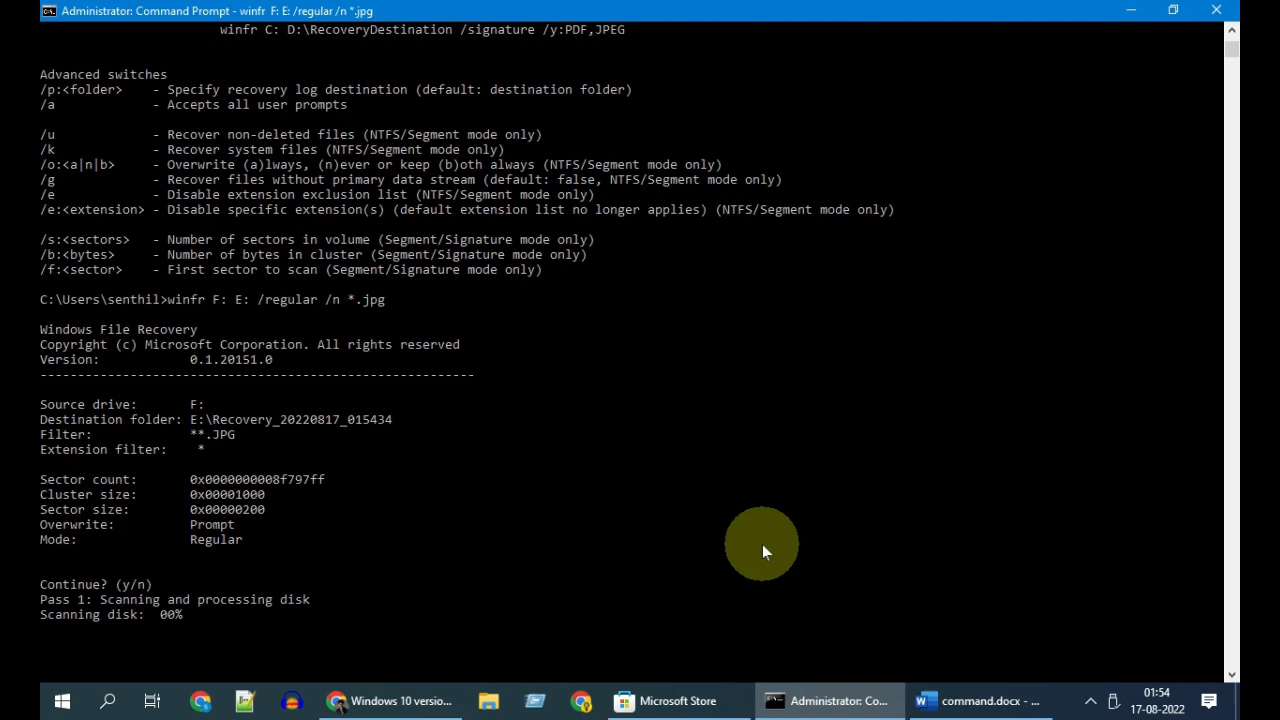 Administrator: Command Prompt - winfr F: E: /regular /n *.jpg
winfr C: D:\RecoveryDestination /signature /y:PDF,JPEG
Advanced switches
/p:<folder> - Specify recovery log destination (default: destination folder)
/a - Accepts all user prompts
/u - Recover non-deleted files (NTFS/Segment mode only)
/k - Recover system files (NTFS/Segment mode only)
/o:<a|n|b> - Overwrite (a)lways, (n)ever or keep (b)oth always (NTFS/Segment mode only)
/g - Recover files without primary data stream (default: false, NTFS/Segment mode only)
/e - Disable extension exclusion list (NTFS/Segment mode only)
/e:<extension> - Disable specific extension(s) (default extension list no longer applies) (NTFS/Segment mode only)
/s:<sectors> - Number of sectors in volume (Segment/Signature mode only)
/b:<bytes> - Number of bytes in cluster (Segment/Signature mode only)
/f:<sector> - First sector to scan (Segment/Signature mode only)
C:\Users\senthil>winfr F: E: /regular /n *.jpg
Windows File Recovery
Copyright (c) Microsoft Corporation. All rights reserved
Version: 0.1.20151.0
----------------------------------------------------------
Source drive: F:
Destination folder: E:\Recovery_20220817_015434
Filter: **.JPG
Extension filter: *
Sector count: 0x0000000008f797ff
Cluster size: 0x00001000
Sector size: 0x00000200
Overwrite: Prompt
Mode: Regular
Continue? (y/n)
Pass 1: Scanning and processing disk
Scanning disk: 00%
Windows 10 versio...
Microsoft Store
Administrator: Co...
command.docx - ...
01:54
17-08-2022